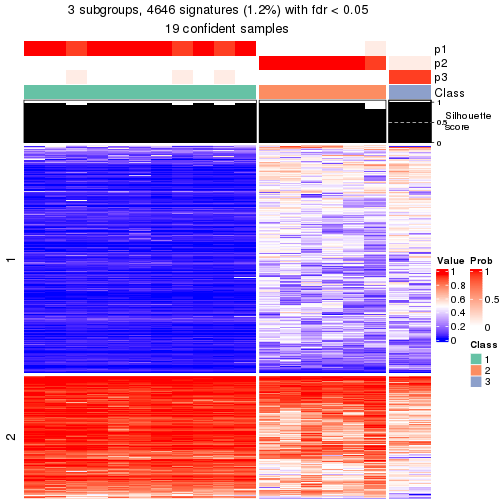 3 subgroups, 4646 signatures (1.2%) with fdr < 0.05
19 confident samples
p1
p2
p3
Class
1
0.5
0
Silhouette
score
1
2
Value
1
0.8
0.6
0.4
0.2
0
Prob
1
0.5
0
Class
1
2
3